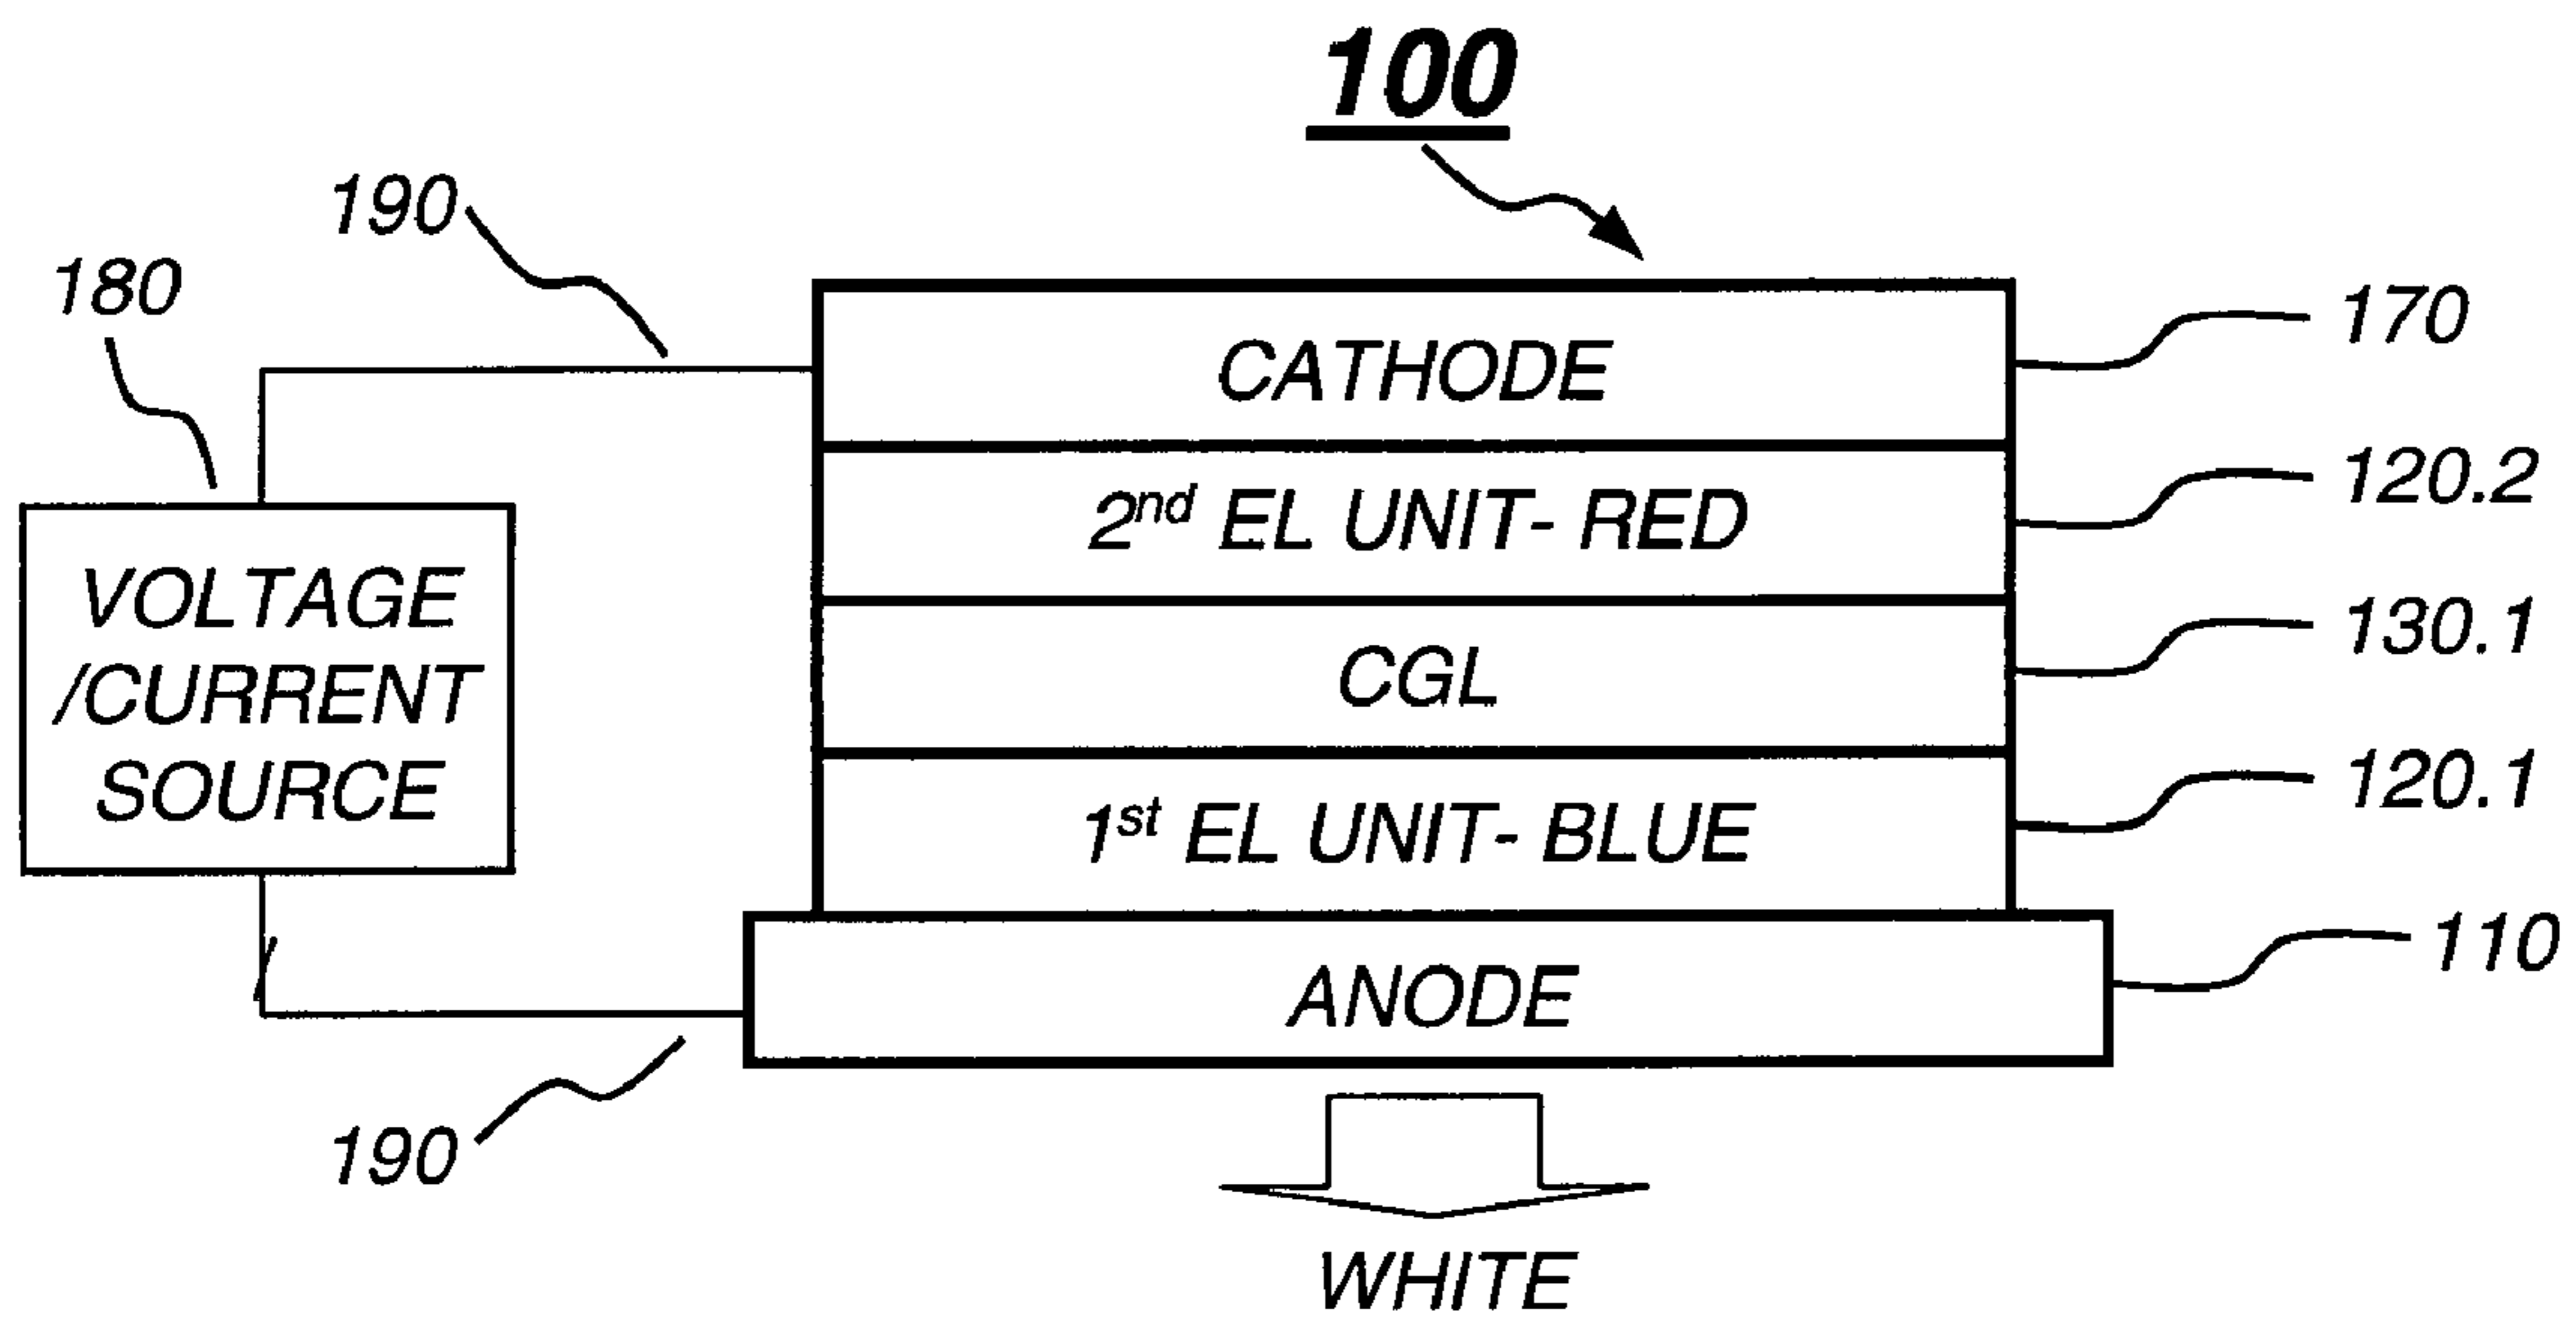 100
190
180
CATHODE
170
2nd EL UNIT- RED
120.2
VOLTAGE
/CURRENT
SOURCE
CGL
130.1
1st EL UNIT- BLUE
120.1
ANODE
110
190
WHITE